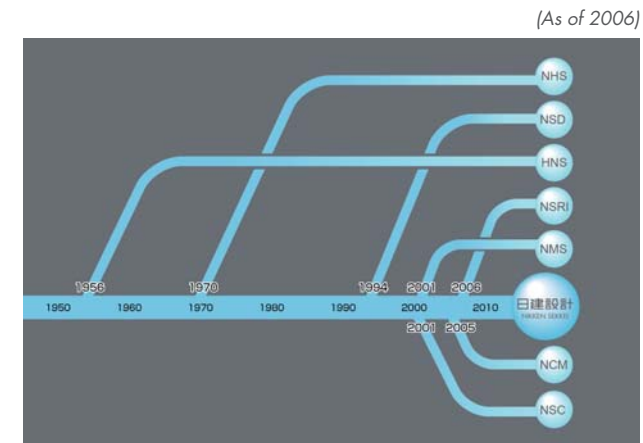 (As of 2006)
NHS
NSD
HNS
NSRI
NMS
1956 1970 1994 2001 2006
1950 1960 1970 1980 1990 2000 2010
日建設計
NIKKEN SEKKEI
2001 2005
NCM
NSC